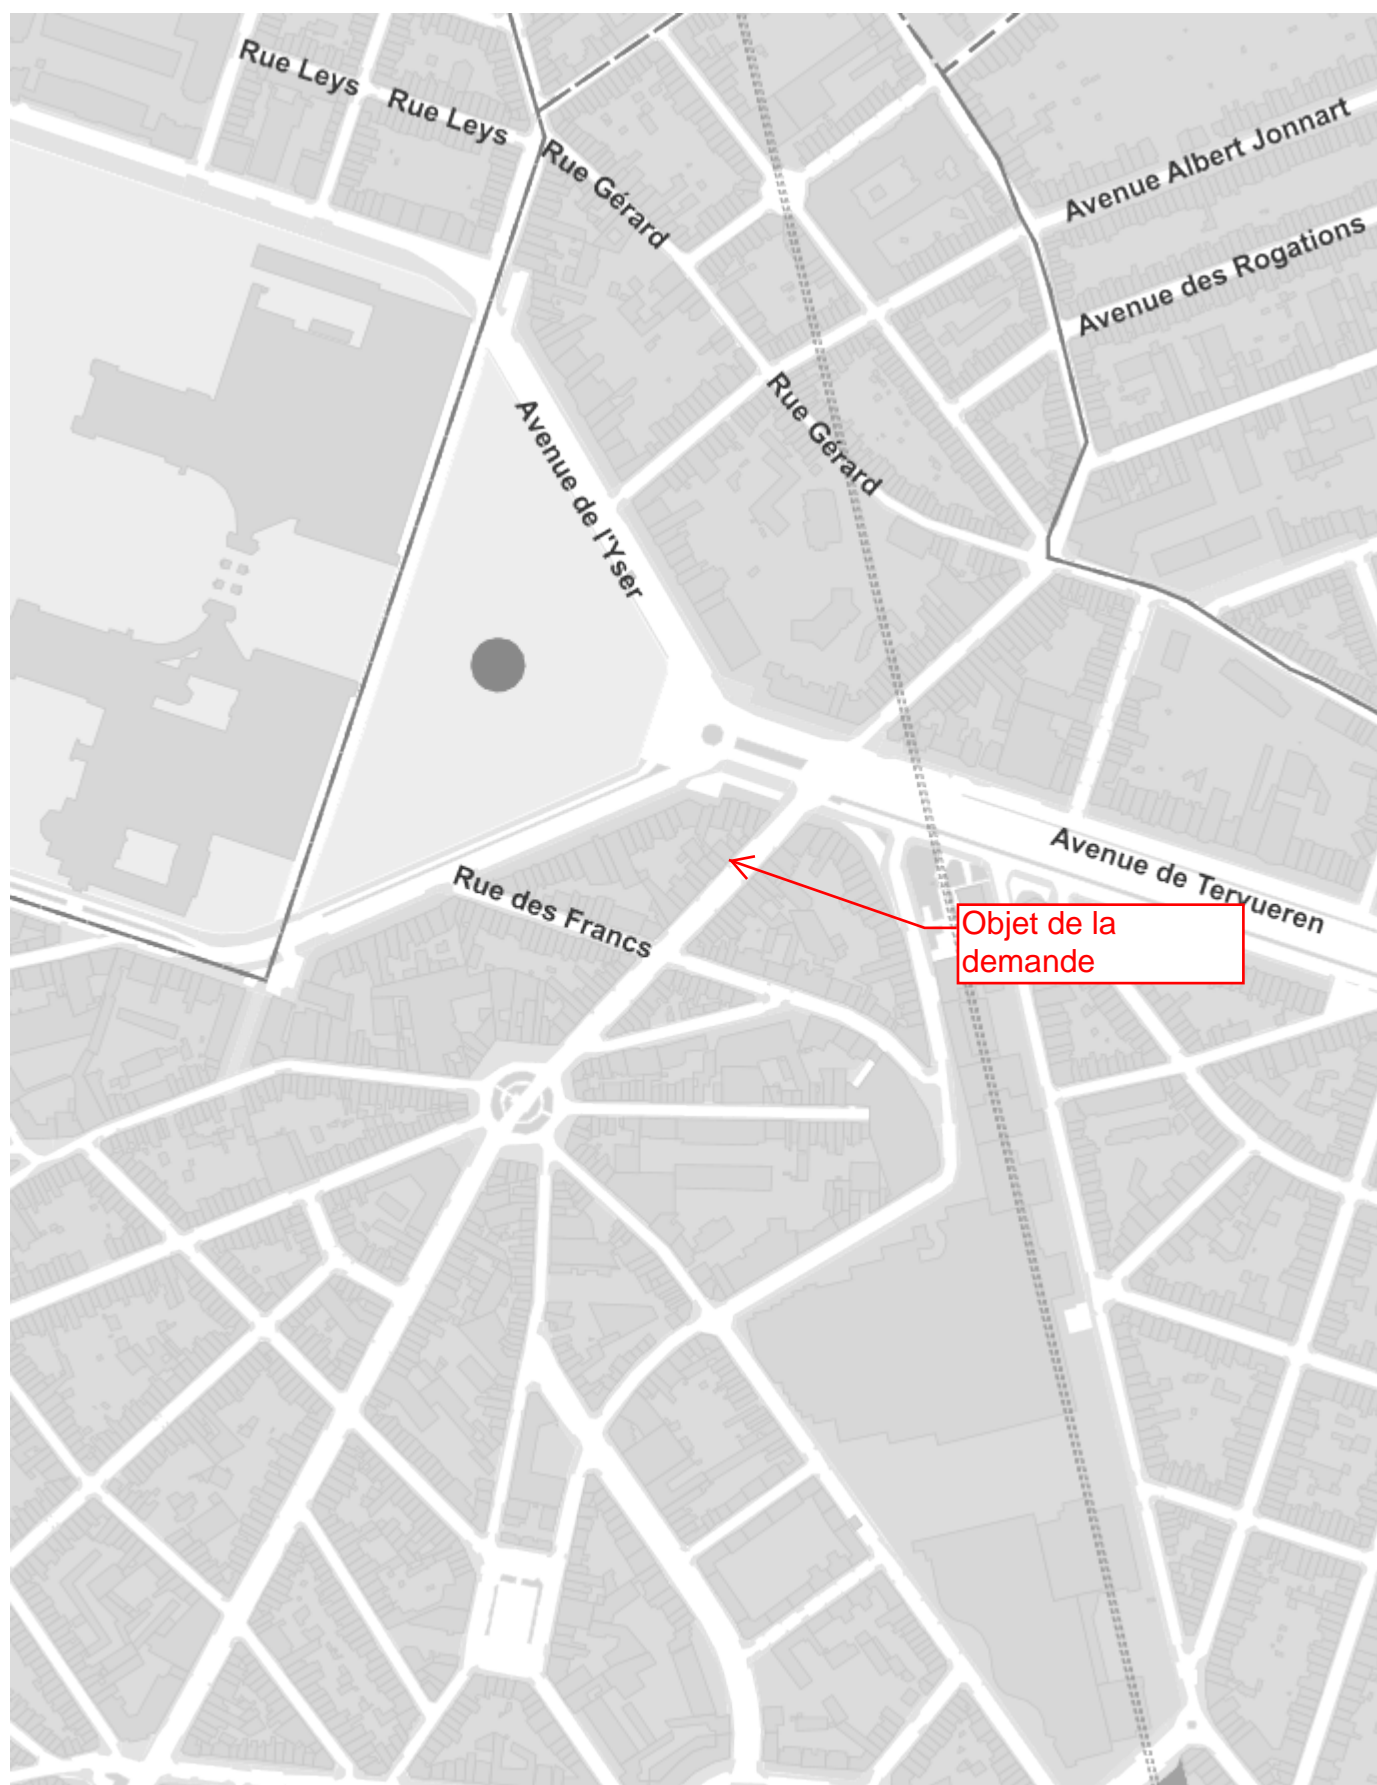 Rue Leys
Rue Leys
Rue Gérard
Avenue Albert Jonnart
Avenue des Rogations
Rue Gérard
Avenue de l'Yser
Avenue de Tervueren
Rue des Francs
Objet de la
demande